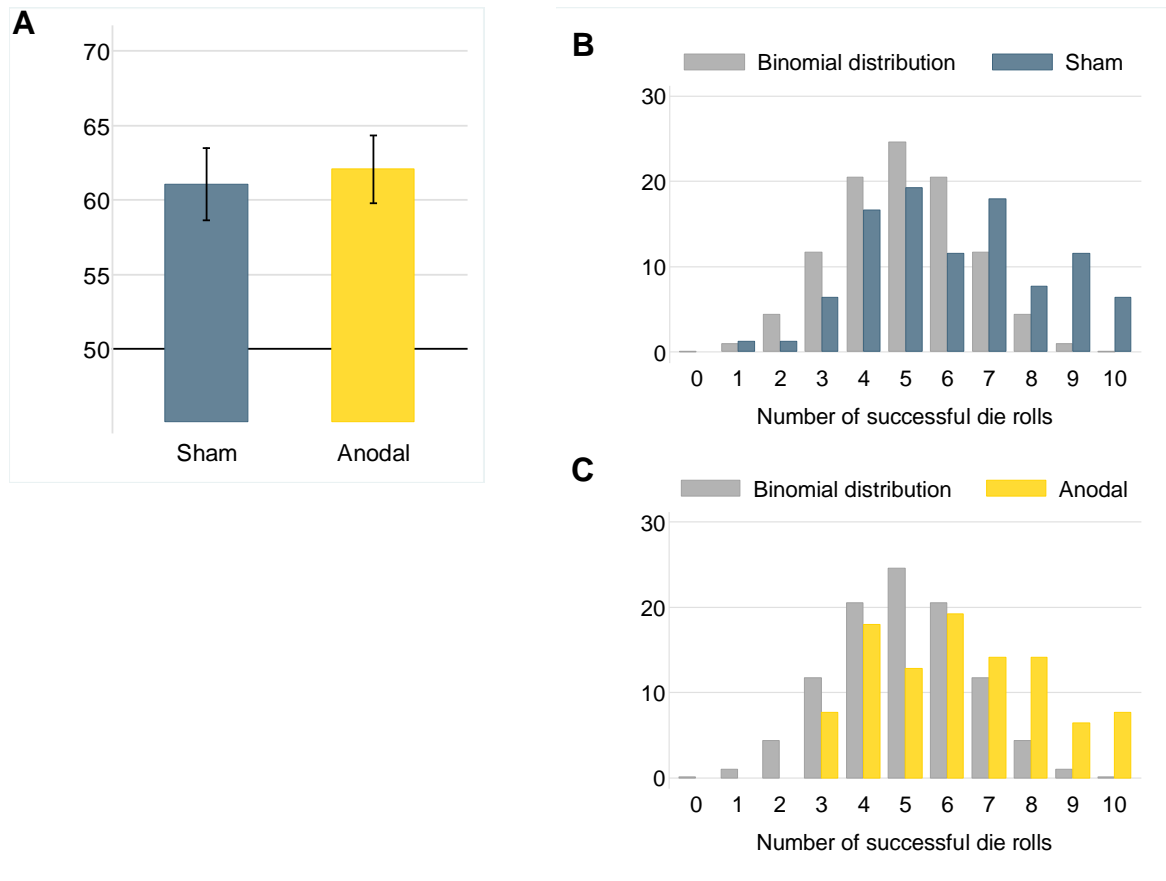 A
70
65
60
55
50
Sham Anodal
B
Binomial distribution Sham
30
20
10
0
0 1 2 3 4 5 6 7 8 9 10
Number of successful die rolls
C
Binomial distribution Anodal
30
20
10
0
0 1 2 3 4 5 6 7 8 9 10
Number of successful die rolls